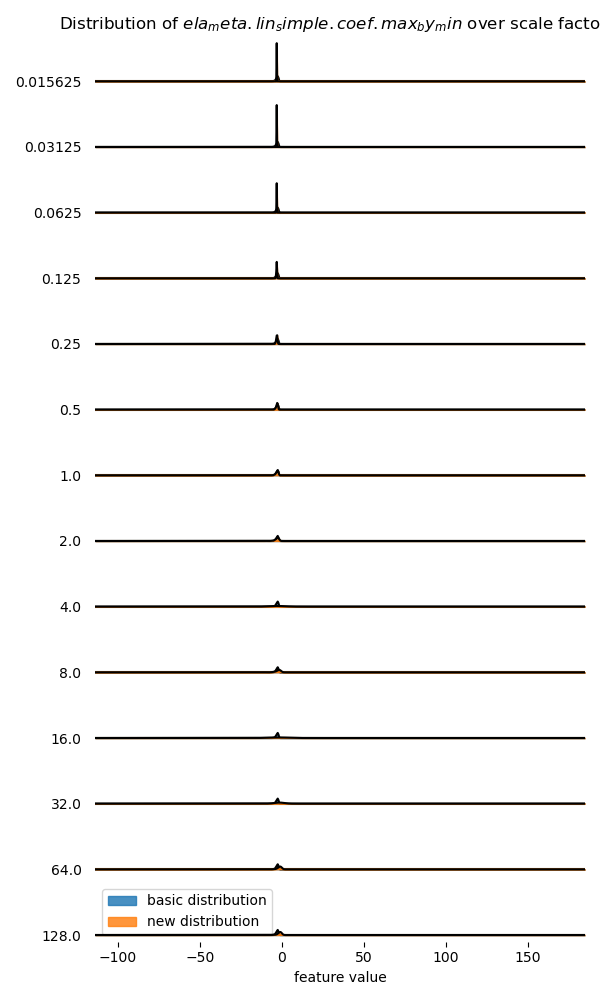 Distribution of elaₘeta.linₛimple.coef.max_by_min over scale facto
0.015625
0.03125
0.0625
0.125
0.25
0.5
1.0
2.0
4.0
8.0
16.0
32.0
64.0
basic distribution
new distribution
128.0
−100 −50 0 50 100 150
feature value